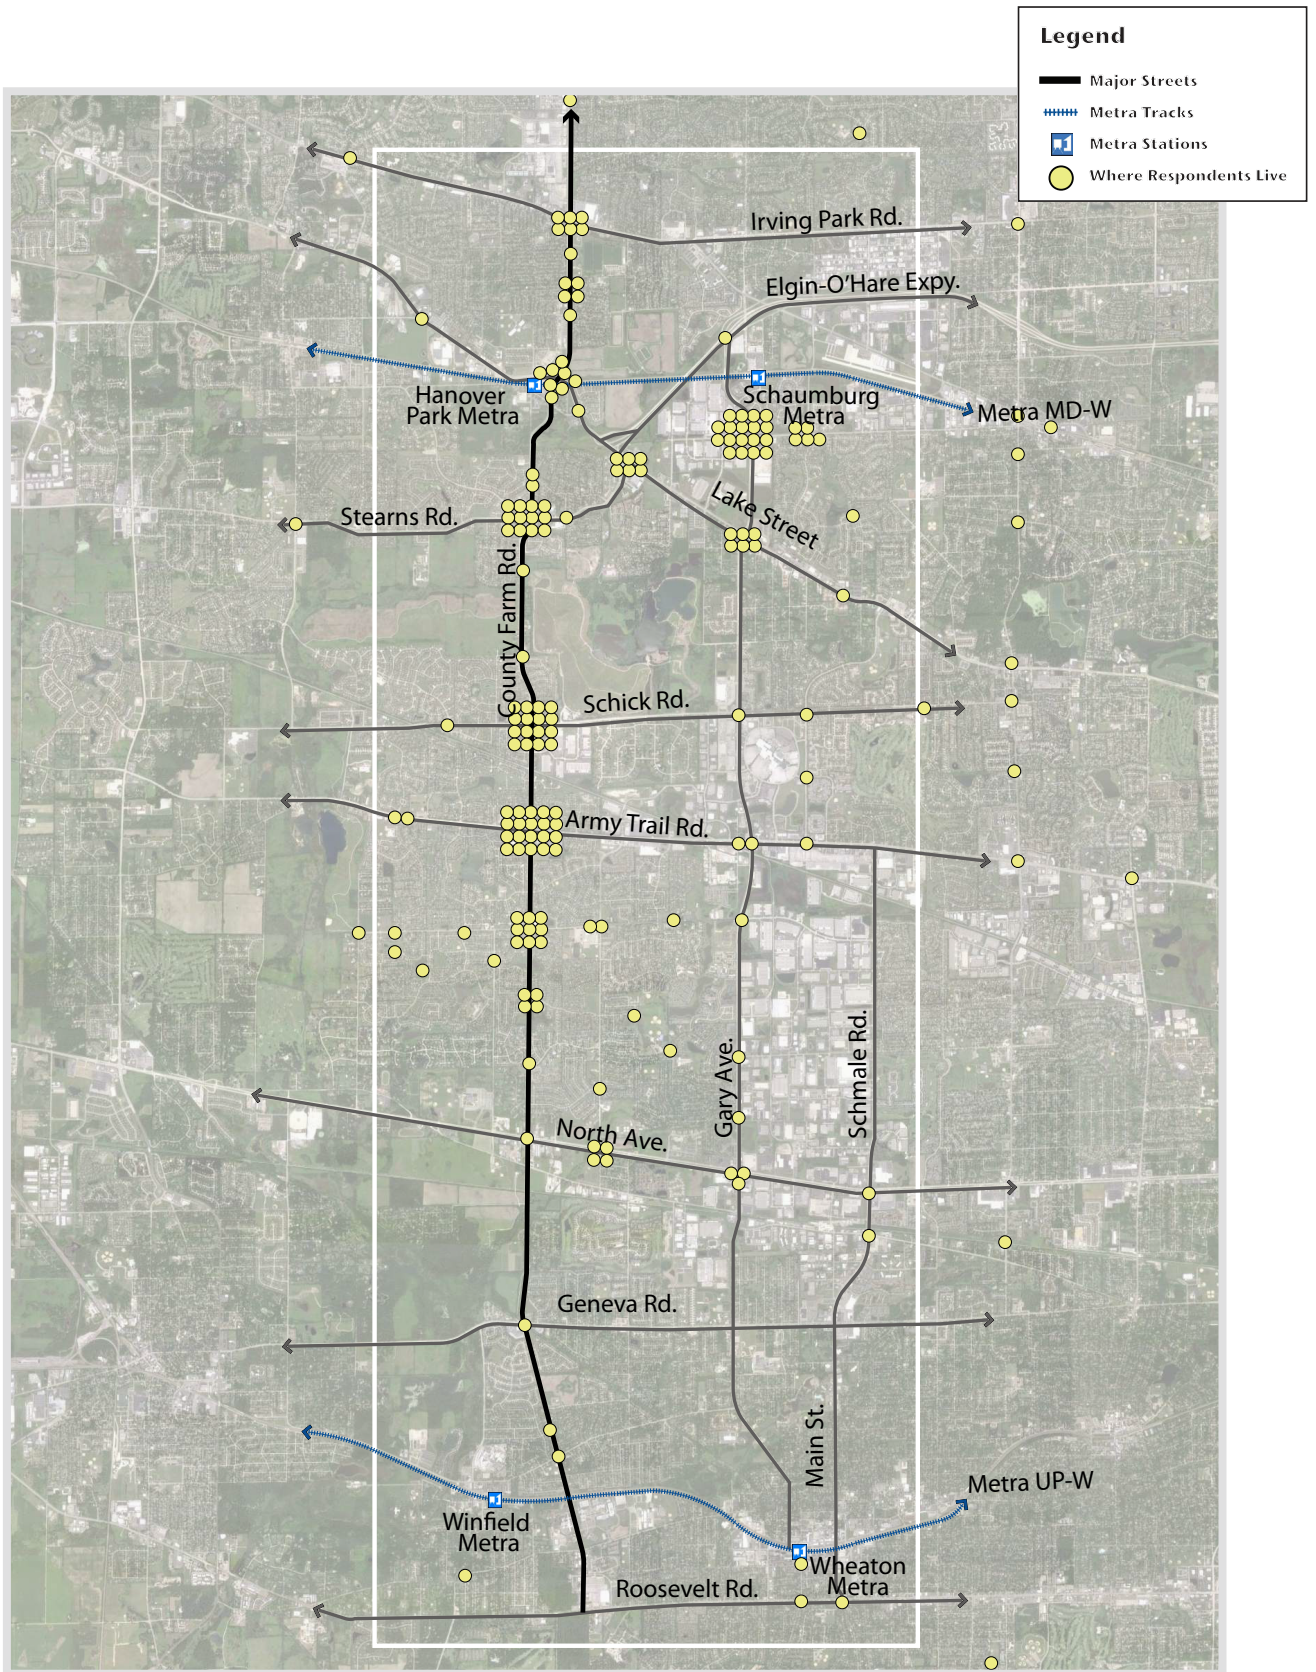 Legend
Major Streets
Metra Tracks
Metra Stations
Where Respondents Live
Irving Park Rd.
Elgin-O'Hare Expy.
Hanover
Park Metra
Schaumburg
Metra
Metra MD-W
Stearns Rd.
Lake Street
County Farm Rd.
Schick Rd.
Army Trail Rd.
Gary Ave.
Schmale Rd.
North Ave.
Geneva Rd.
Main St.
Metra UP-W
Winfield
Metra
Wheaton
Metra
Roosevelt Rd.